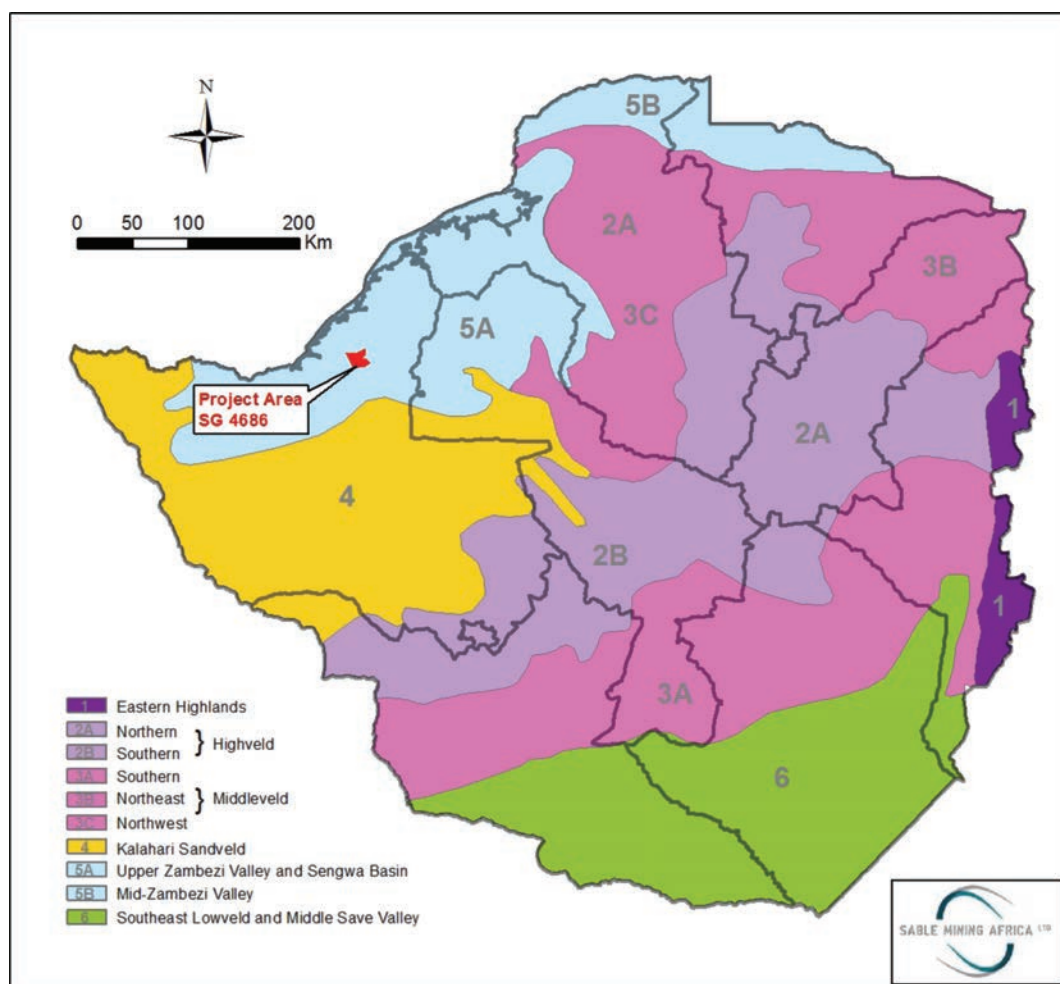 N
0 50 100 200
Km
5B
2A
3B
3C
5A
Project Area
SG 4686
1
2A
4
2B
1
3A
6
1 Eastern Highlands
2A Northern
2B Southern
} Highveld
3A Southern
3B Northeast
3C Northwest
} Middleveld
4 Kalahari Sandveld
5A Upper Zambezi Valley and Sengwa Basin
5B Mid-Zambezi Valley
6 Southeast Lowveld and Middle Save Valley
SABLE MINING AFRICA LTD